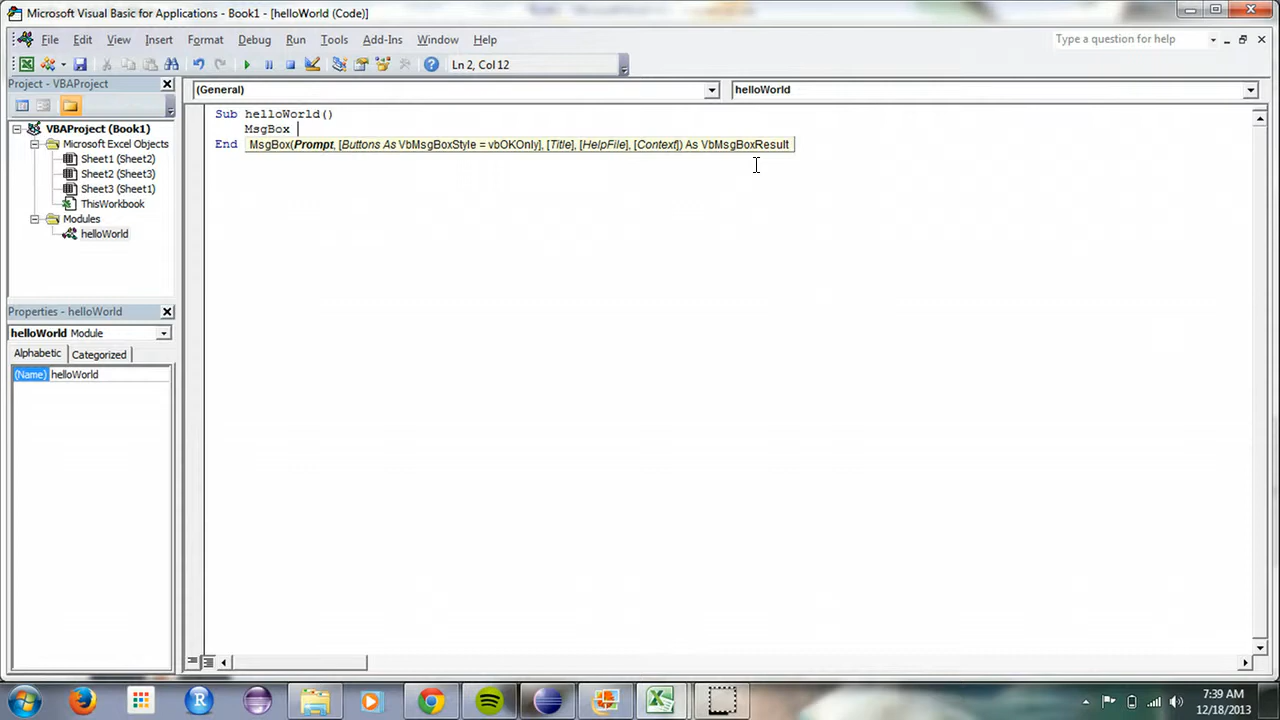 Microsoft Visual Basic for Applications - Book1 - [helloWorld (Code)]
File Edit View Insert Format Debug Run Tools Add-Ins Window Help
Type a question for help
Ln 2, Col 12
Project - VBAProject
(General)
helloWorld
VBAProject (Book1)
Microsoft Excel Objects
Sheet1 (Sheet2)
Sheet2 (Sheet3)
Sheet3 (Sheet1)
ThisWorkbook
Modules
helloWorld
Sub helloWorld()
MsgBox
End
MsgBox(Prompt, [Buttons As VbMsgBoxStyle = vbOKOnly], [Title], [HelpFile], [Context]) As VbMsgBoxResult
Properties - helloWorld
helloWorld Module
Alphabetic Categorized
(Name) helloWorld
7:39 AM
12/18/2013